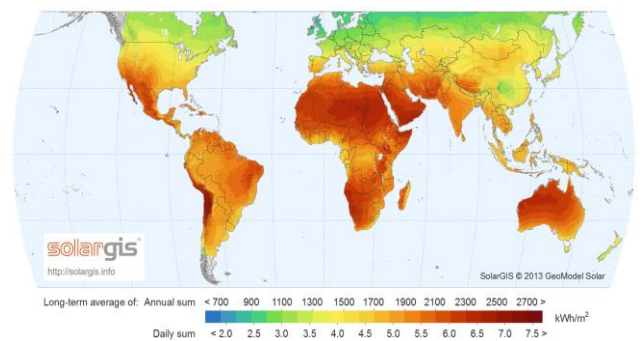 solargis
http://solargis.info
SolarGIS © 2013 GeoModel Solar
Long-term average of: Annual sum < 700 900 1100 1300 1500 1700 1900 2100 2300 2500 2700 >
kWh/m²
Daily sum < 2.0 2.5 3.0 3.5 4.0 4.5 5.0 5.5 6.0 6.5 7.0 7.5 >